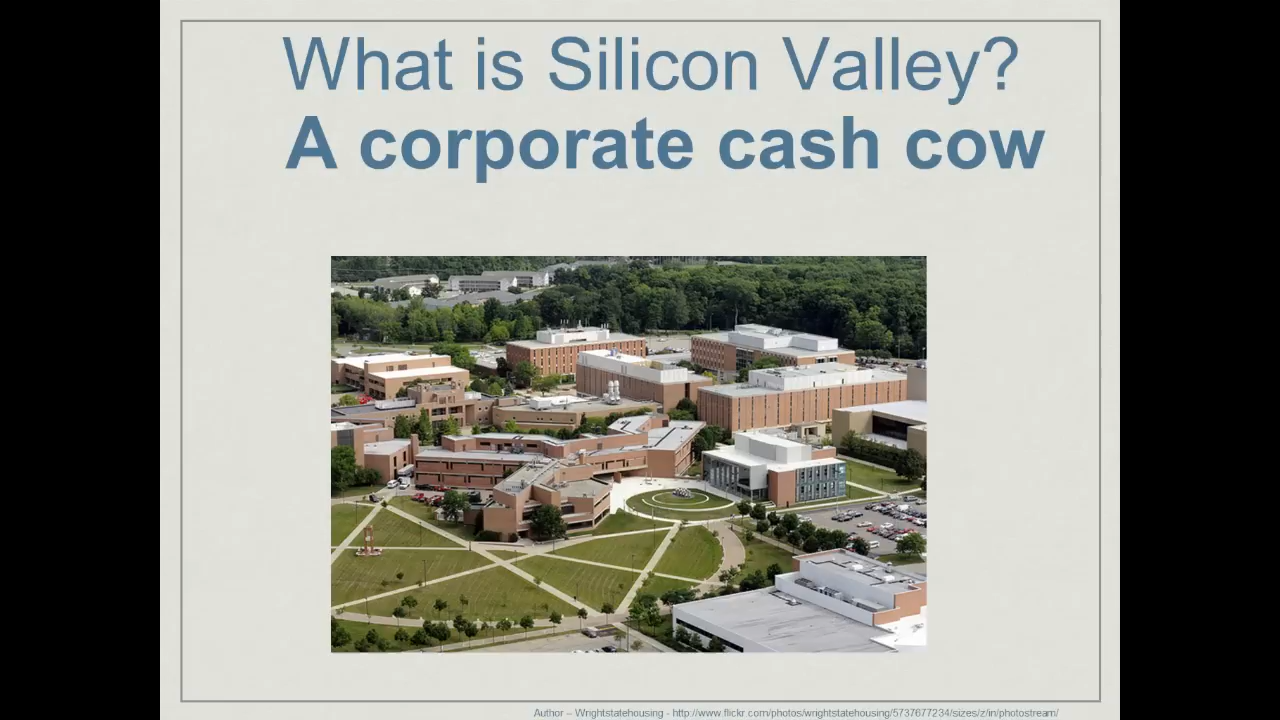 What is Silicon Valley?
A corporate cash cow
Author – Wrightstatehousing - http://www.flickr.com/photos/wrightstatehousing/5737677234/sizes/z/in/photostream/